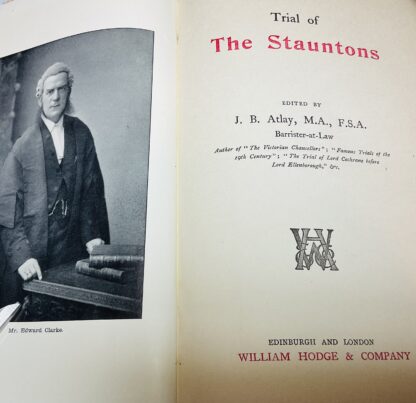 Mr. Edward Clarke.
Trial of
The Stauntons
EDITED BY
J. B. Atlay, M.A., F.S.A.
Barrister-at-Law
Author of "The Victorian Chancellors"; "Famous Trials of the
19th Century"; "The Trial of Lord Cochrane before
Lord Ellenborough," &c.
EDINBURGH AND LONDON
WILLIAM HODGE & COMPANY